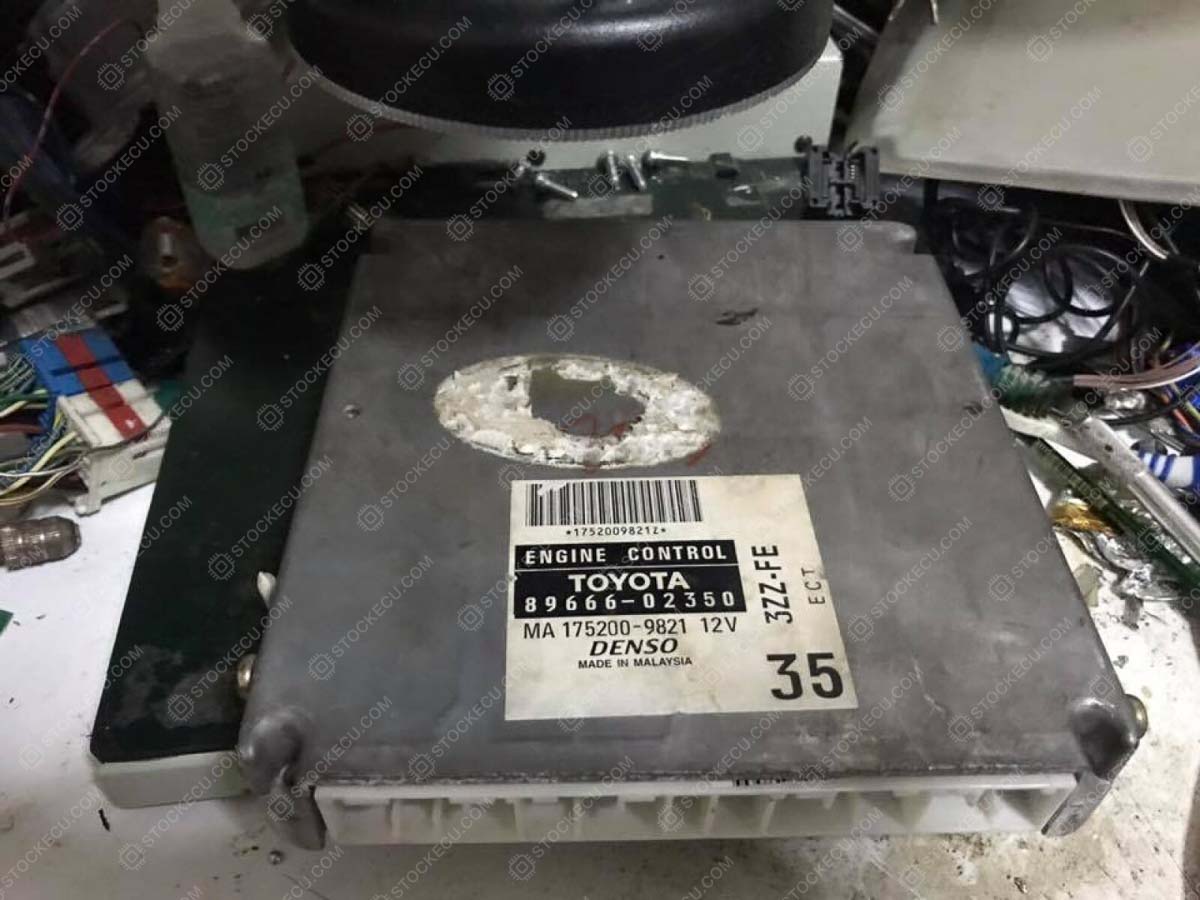 STOCKECU.COM
*1752009821Z*
ENGINE CONTROL
TOYOTA
89666-02350
MA 175200-9821 12V
DENSO
MADE IN MALAYSIA
3ZZ-FE
ECT
35